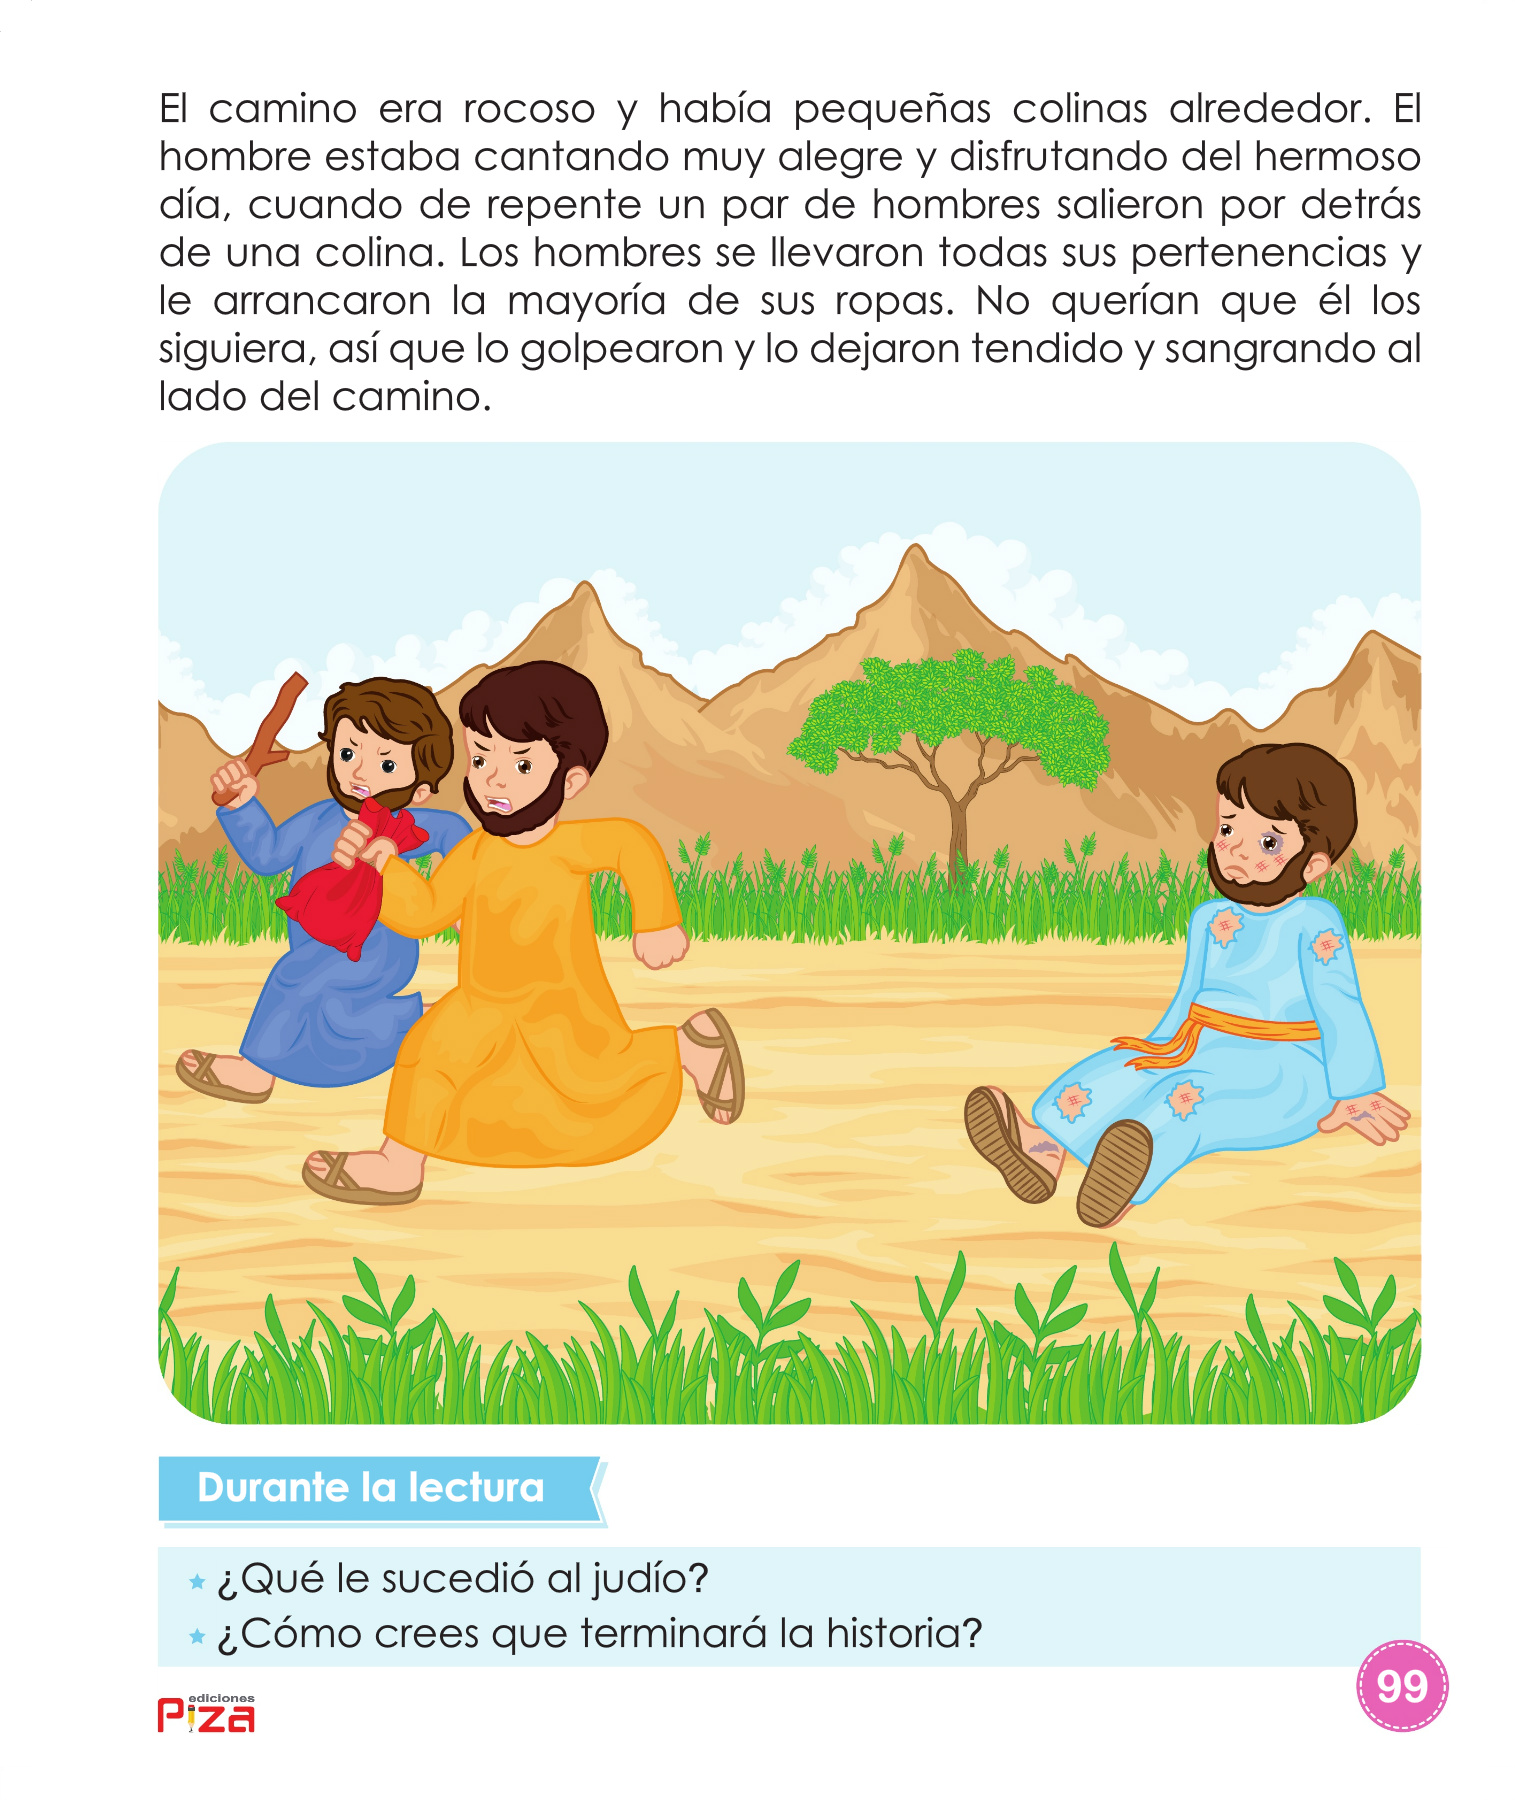 El camino era rocoso y había pequeñas colinas alrededor. El
hombre estaba cantando muy alegre y disfrutando del hermoso
día, cuando de repente un par de hombres salieron por detrás
de una colina. Los hombres se llevaron todas sus pertenencias y
le arrancaron la mayoría de sus ropas. No querían que él los
siguiera, así que lo golpearon y lo dejaron tendido y sangrando al
lado del camino.
Durante la lectura
¿Qué le sucedió al judío?
¿Cómo crees que terminará la historia?
ediciones
Piza
99